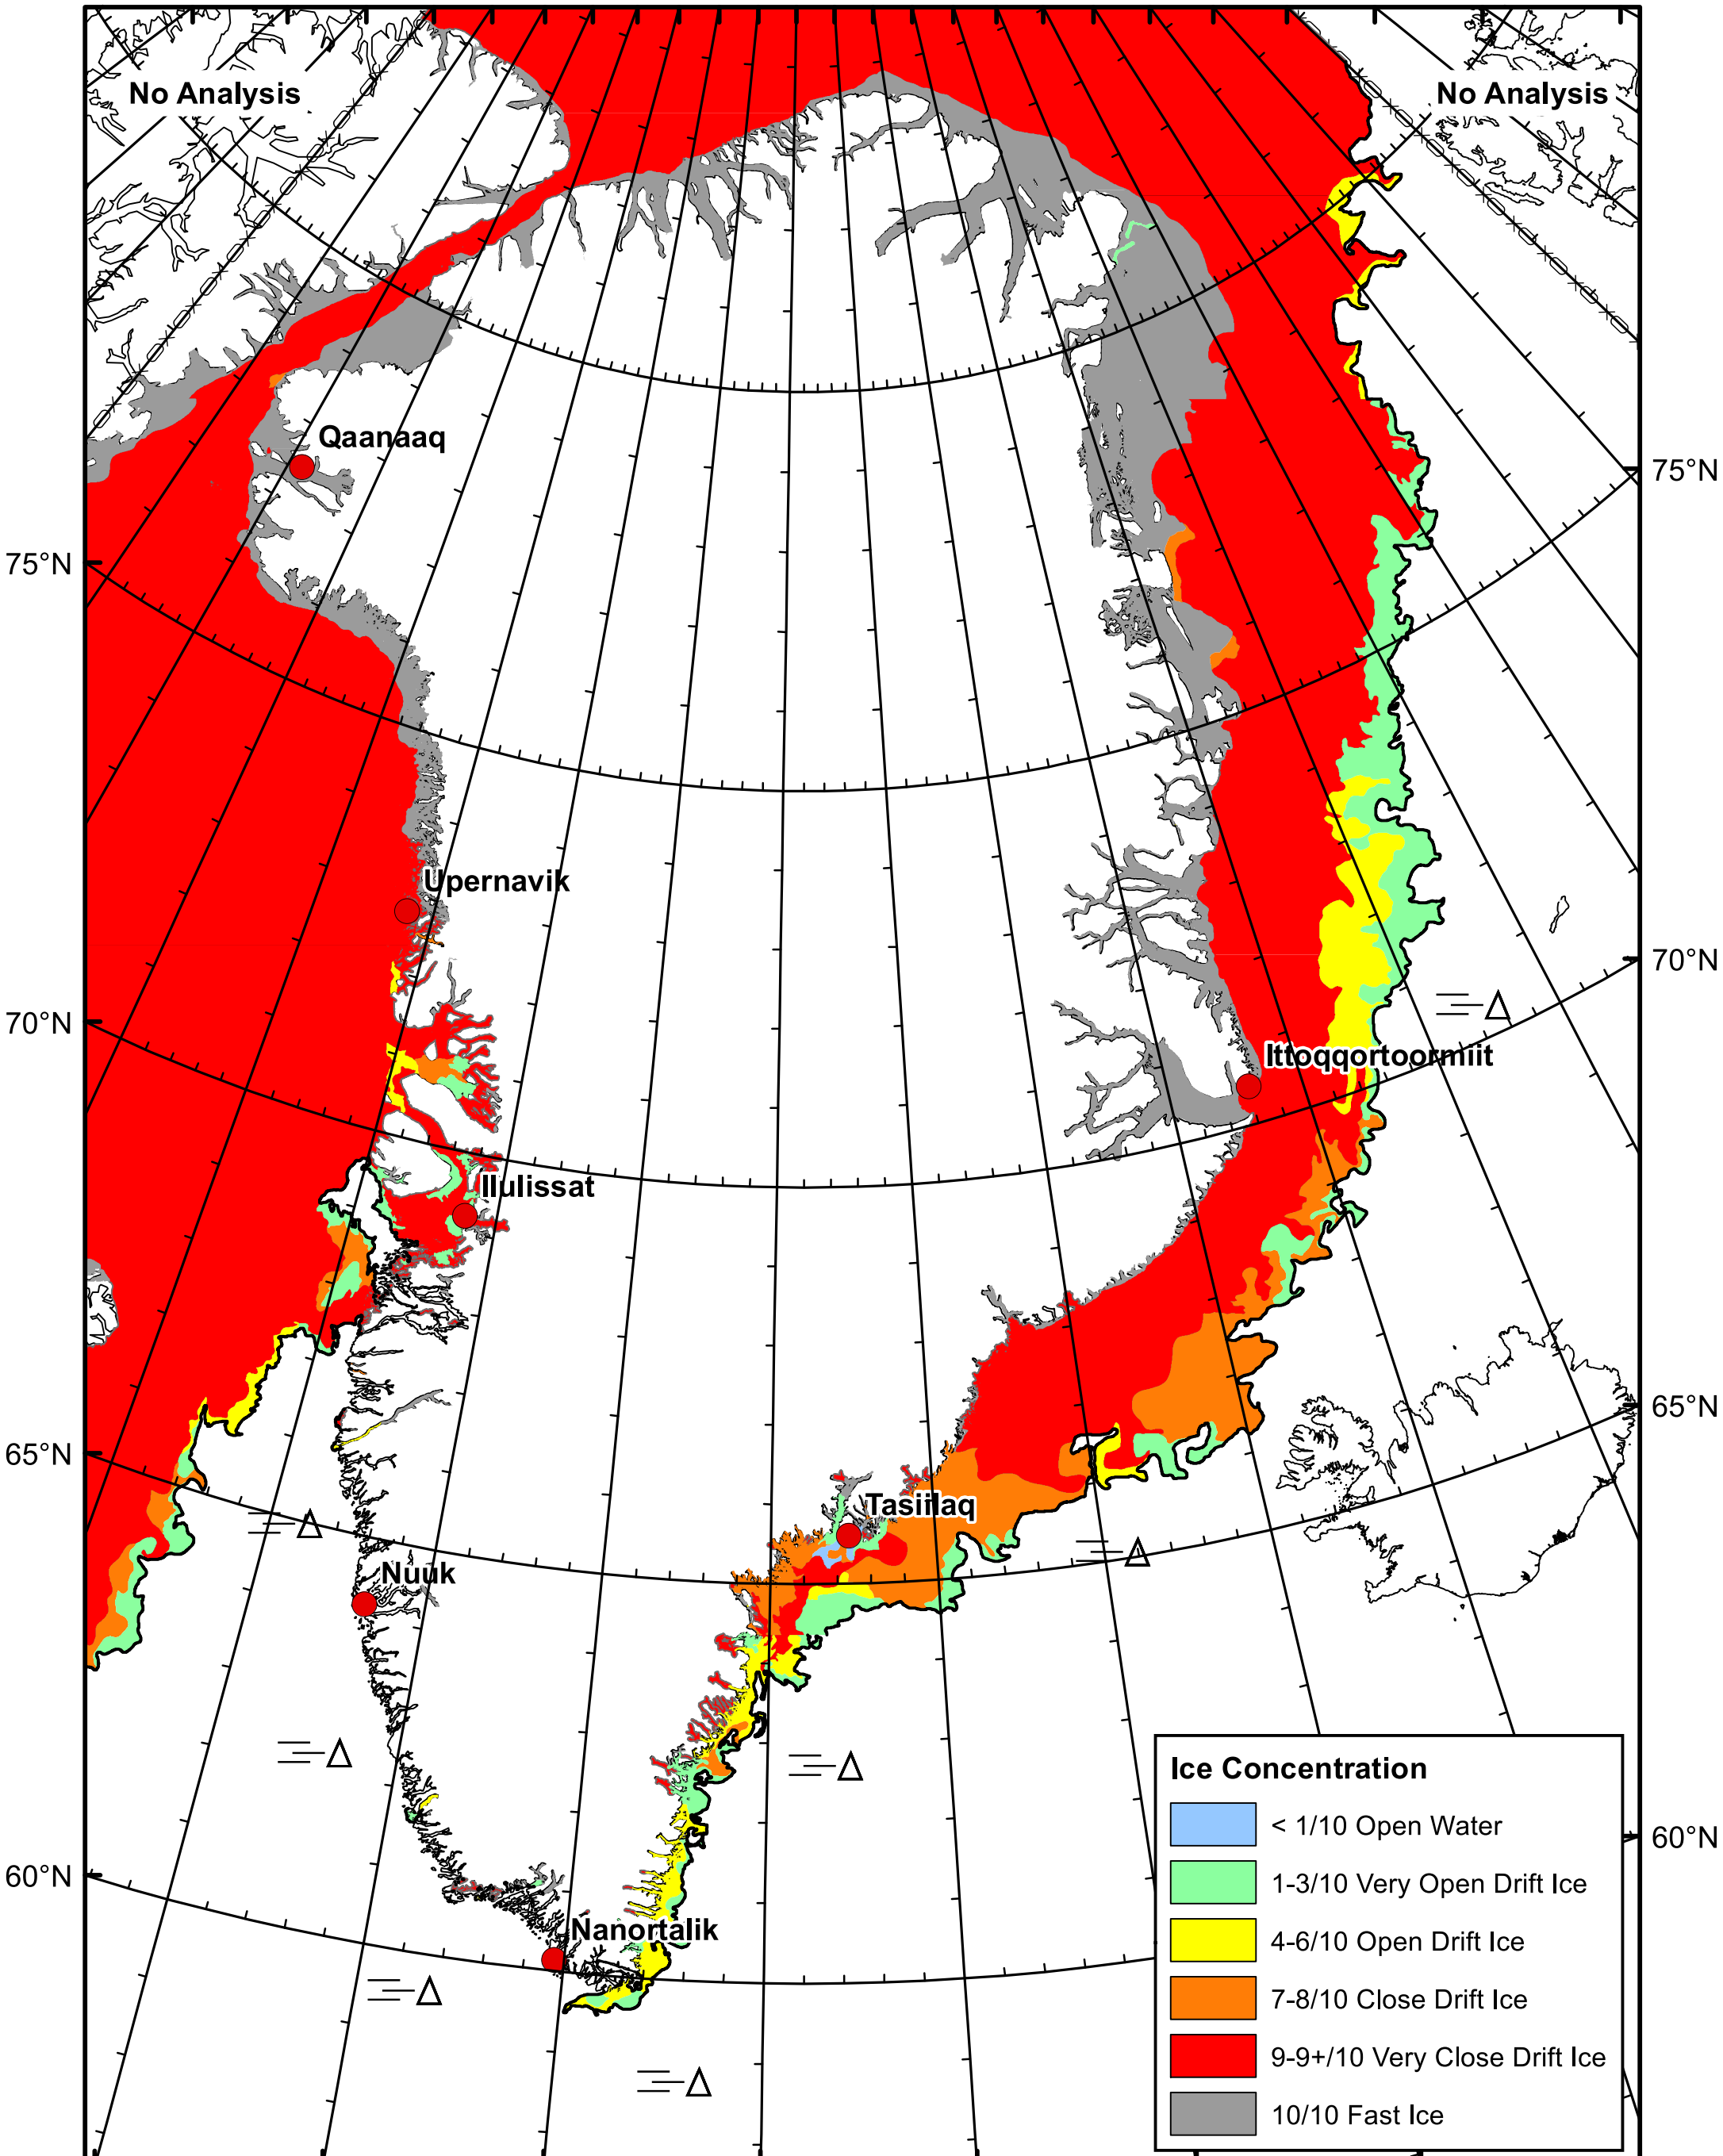 No Analysis
No Analysis
Qaanaaq
75°N
75°N
Upernavik
70°N
70°N
Ittoqqortoormiit
Ilulissat
65°N
65°N
Tasiilaq
Nuuk
Ice Concentration
< 1/10 Open Water
60°N
60°N
1-3/10 Very Open Drift Ice
Nanortalik
4-6/10 Open Drift Ice
7-8/10 Close Drift Ice
9-9+/10 Very Close Drift Ice
10/10 Fast Ice